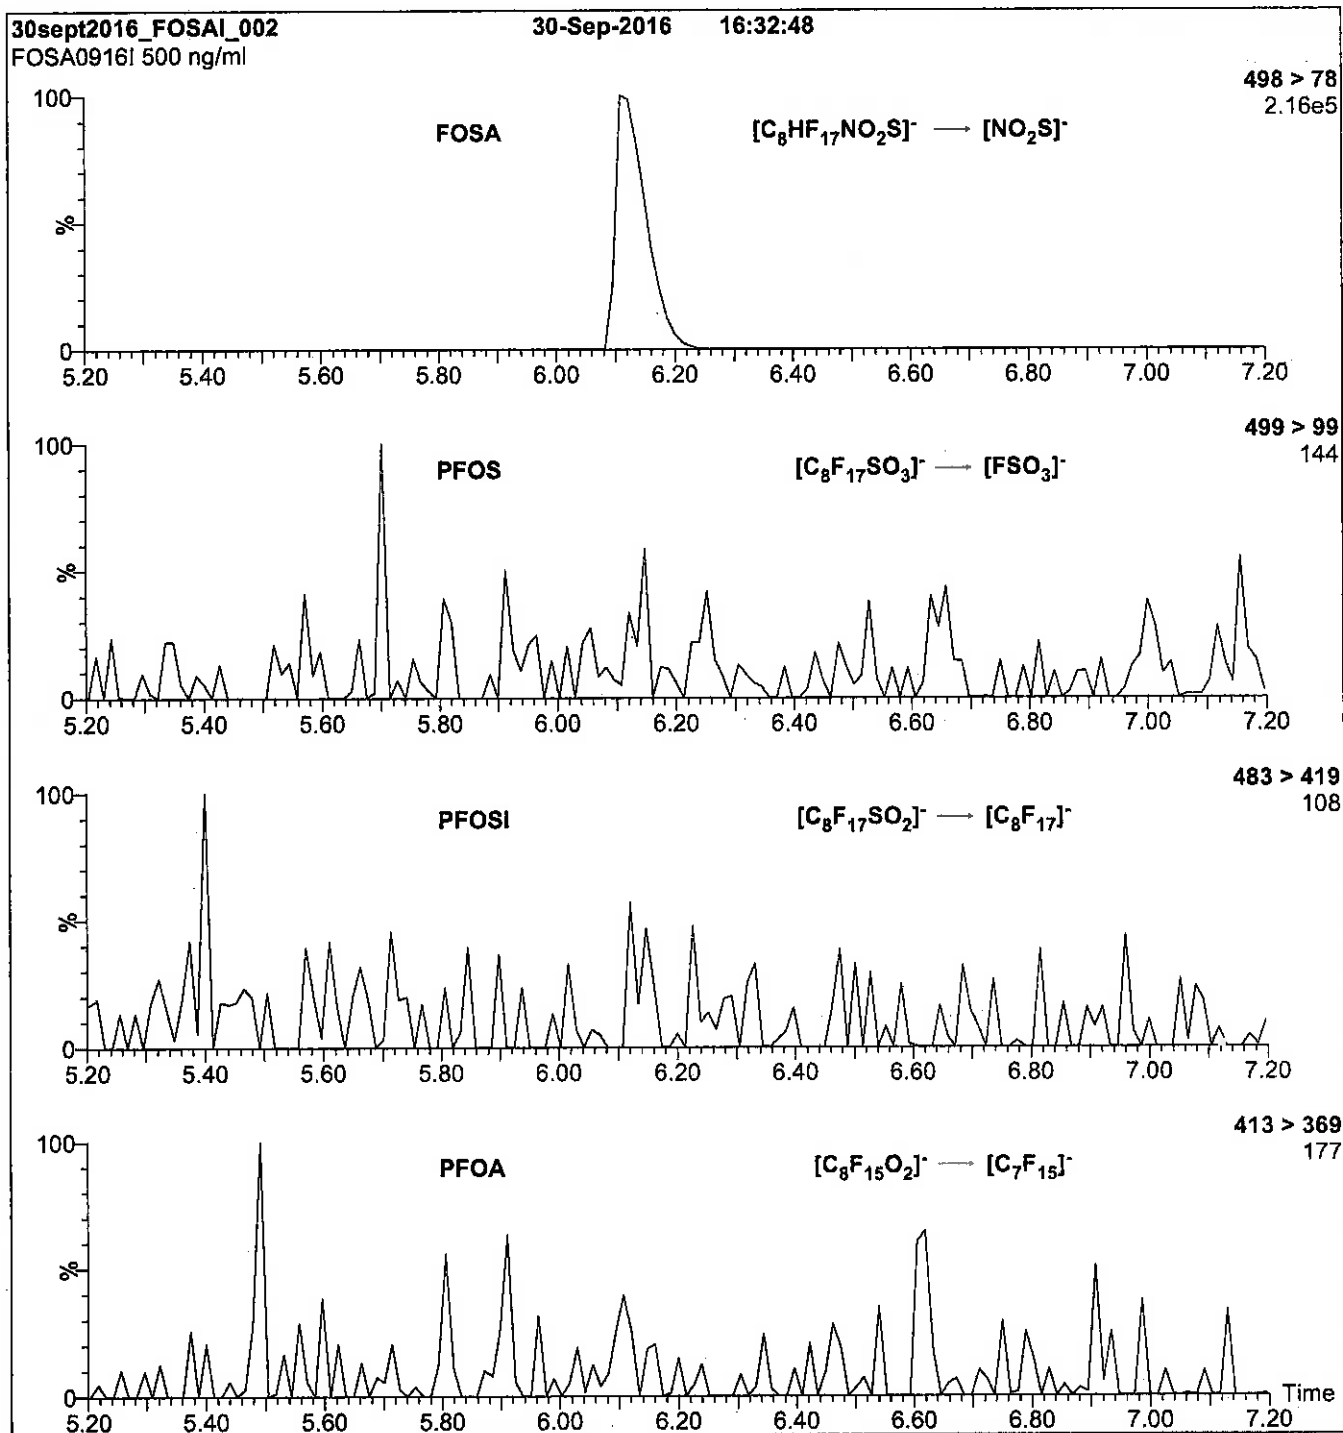 30sept2016_FOSAI_002 30-Sep-2016 16:32:48
FOSA0916I 500 ng/ml
498 > 78
2.16e5
FOSA [C8HF17NO2S]- → [NO2S]-
100
%
0
5.20 5.40 5.60 5.80 6.00 6.20 6.40 6.60 6.80 7.00 7.20
499 > 99
144
PFOS [C8F17SO3]- → [FSO3]-
100
%
0
5.20 5.40 5.60 5.80 6.00 6.20 6.40 6.60 6.80 7.00 7.20
483 > 419
108
PFOSI [C8F17SO2]- → [C8F17]-
100
%
0
5.20 5.40 5.60 5.80 6.00 6.20 6.40 6.60 6.80 7.00 7.20
413 > 369
177
PFOA [C8F15O2]- → [C7F15]-
100
%
0
Time
5.20 5.40 5.60 5.80 6.00 6.20 6.40 6.60 6.80 7.00 7.20